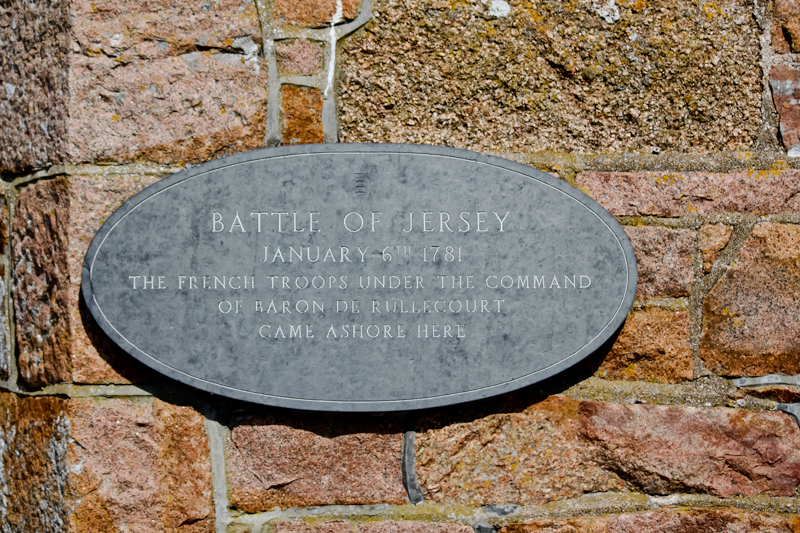 BATTLE OF JERSEY
JANUARY 6TH 1781
THE FRENCH TROOPS UNDER THE COMMAND
OF BARON DE RULLECOURT
CAME ASHORE HERE